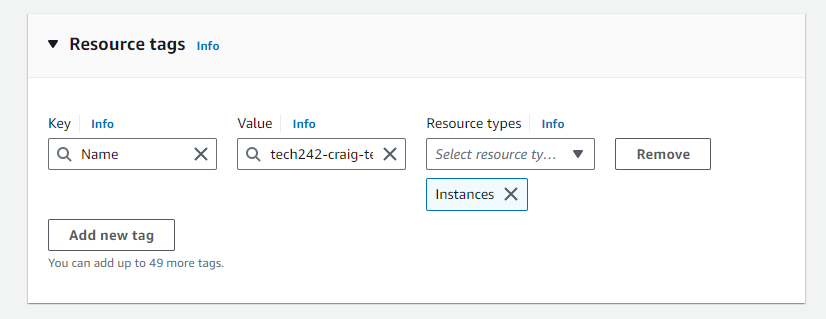 Resource tags Info
Key Info Value Info Resource types Info
Name tech242-craig-te Select resource ty... Remove
Instances
Add new tag
You can add up to 49 more tags.